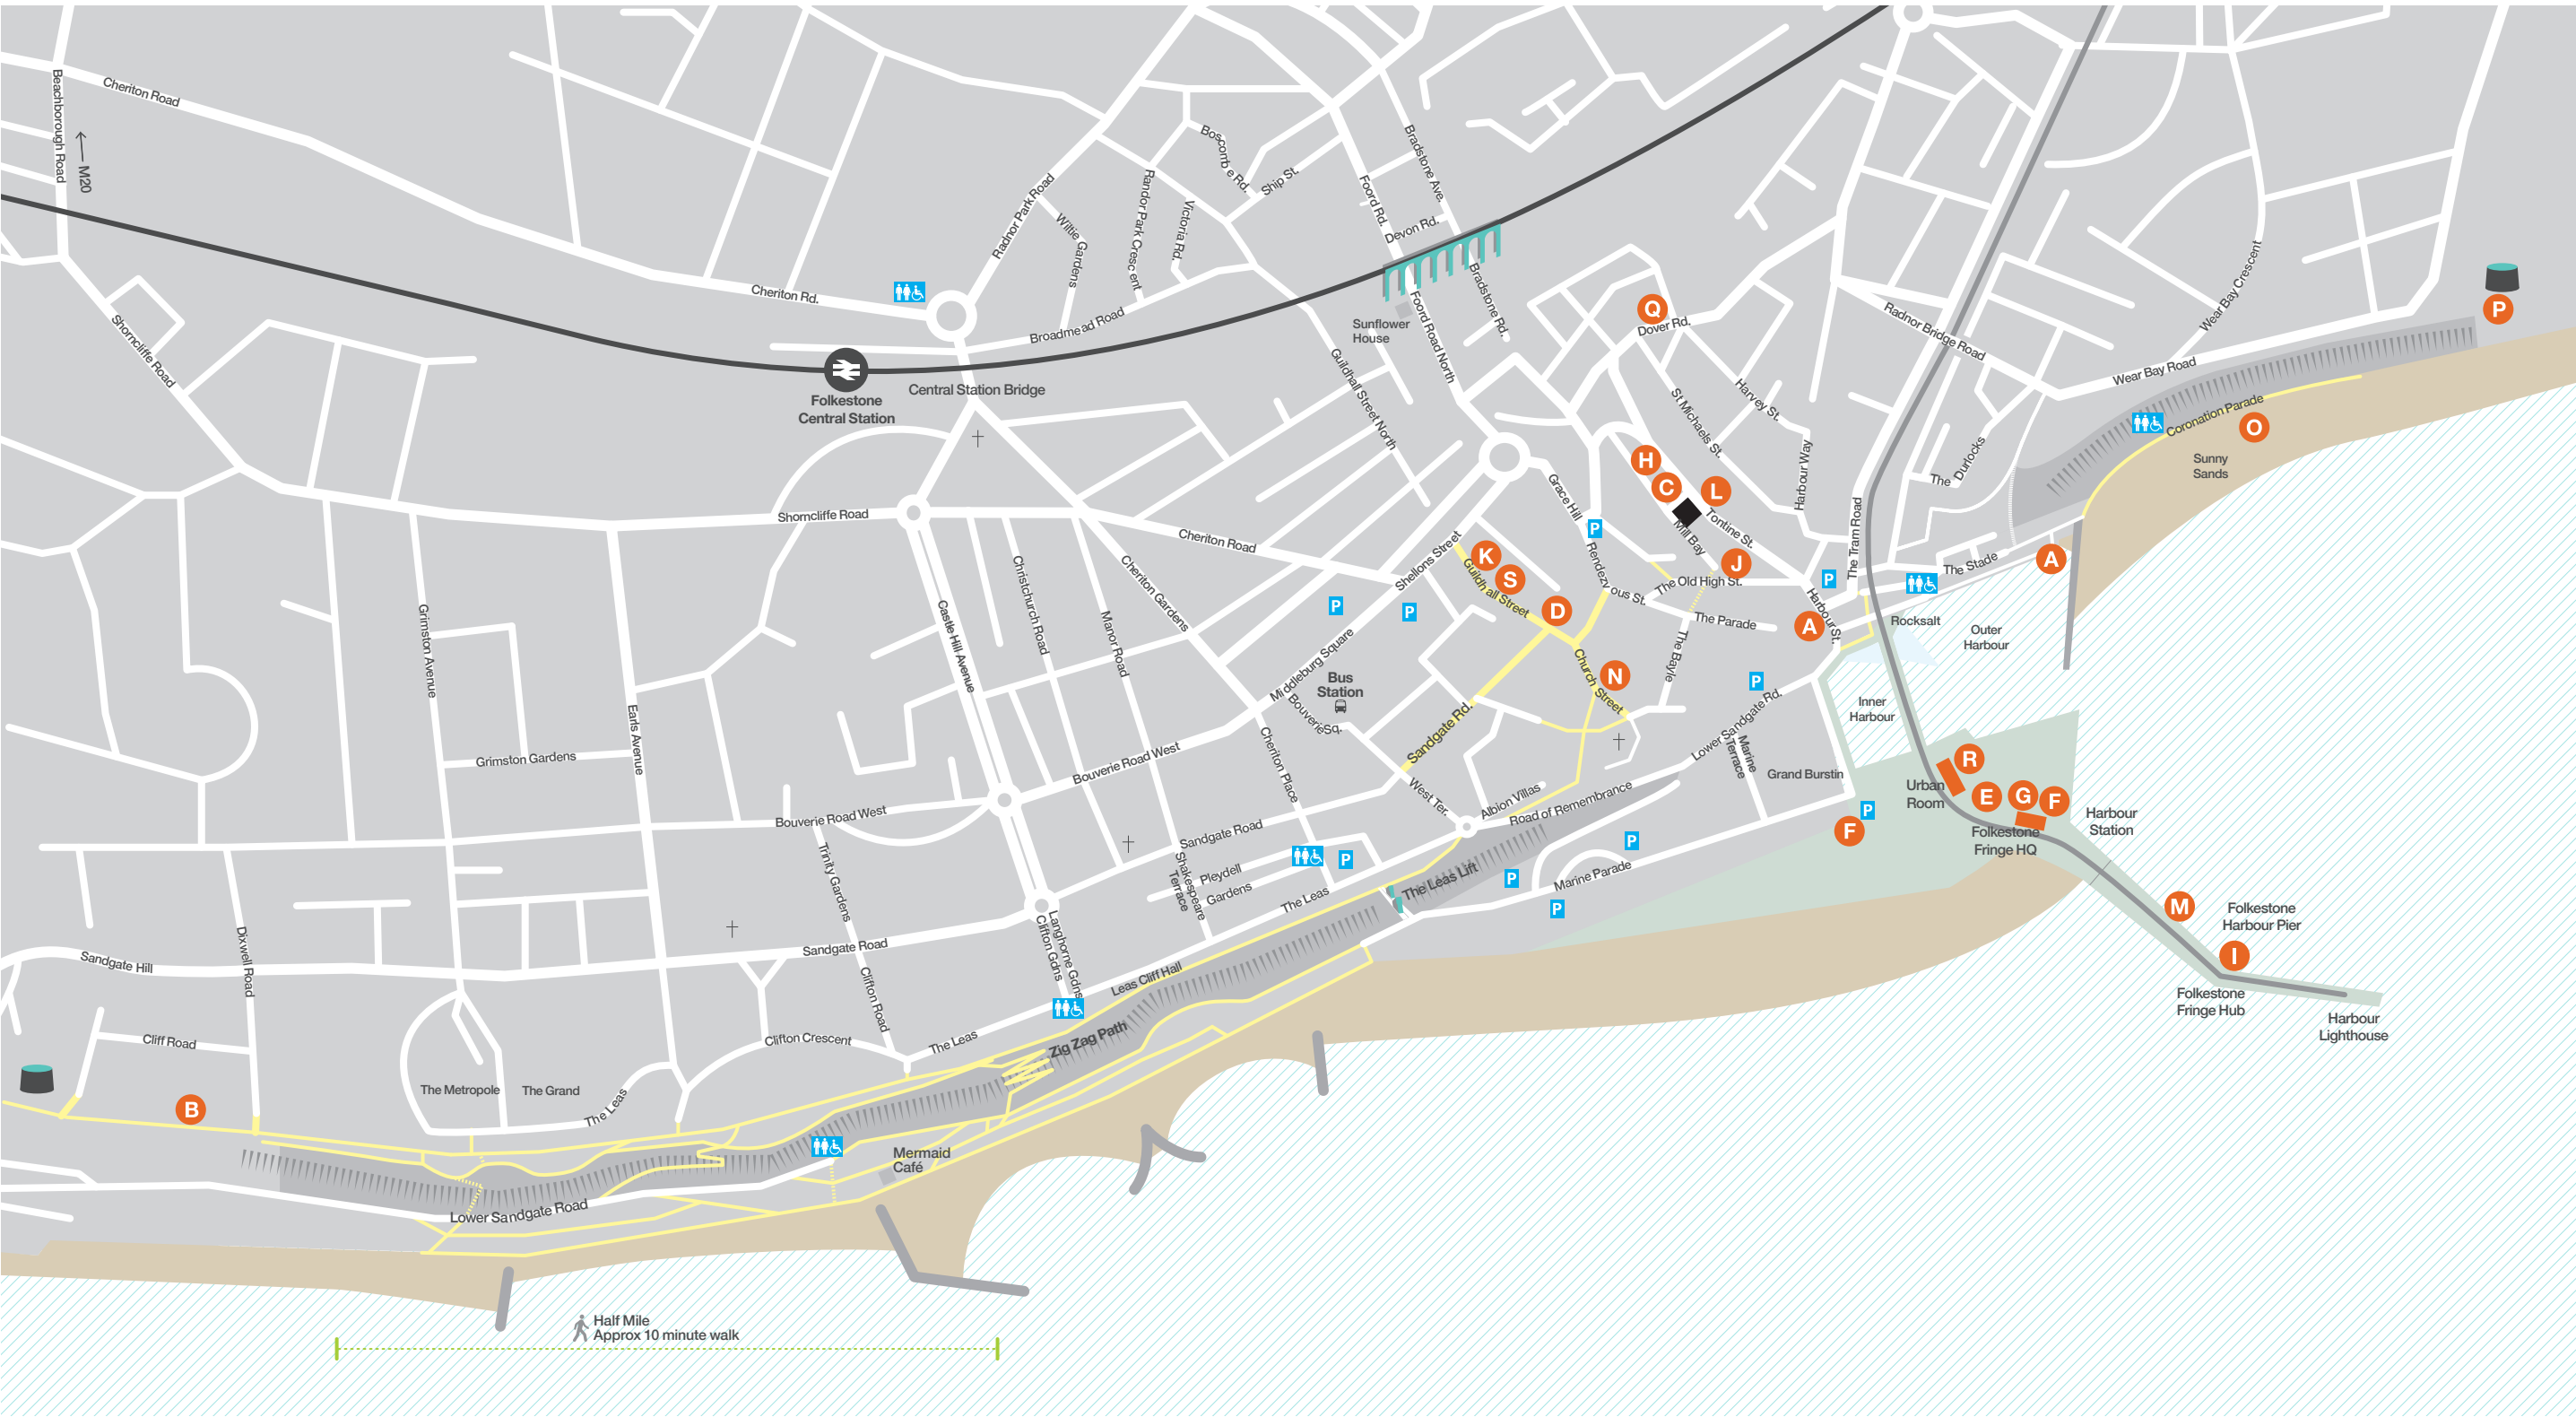 Cheriton Road
Beachborough Road
M20
Shorncliffe Road
Cheriton Rd.
Radnor Park Road
Wiltie Gardens
Randor Park Crescent
Victoria Rd.
Boscombe Rd.
Ship St.
Broadmead Road
Folkestone
Central Station
Central Station Bridge
Foord Rd.
Bradstone Ave.
Devon Rd.
Bradstone Rd.
Foord Road North
Sunflower
House
Guildhall Street North
Q
Dover Rd.
St Michaels St.
Harvey St.
Harbour Way
Radnor Bridge Road
Wear Bay Crescent
Wear Bay Road
P
Coronation Parade
O
Sunny
Sands
The Durlocks
H
C
L
Tontine St.
Mill Bay
J
Grace Hill
P
Rendezvous St.
The Old High St.
The Parade
The Bayle
P
The Tram Road
The Stade
A
Harbour St.
A
Rocksalt
Outer
Harbour
Inner
Harbour
Shorncliffe Road
Cheriton Road
Shellons Street
K
S
D
Guildhall Street
N
Church Street
P
P
Middleburg Square
Bus
Station
Bouverie Sq.
Sandgate Rd.
P
Lower Sandgate Rd.
Marine
Terrace
Grand Burstin
Cheriton Gardens
Christchurch Road
Manor Road
Castle Hill Avenue
Grimston Avenue
Earls Avenue
Grimston Gardens
Bouverie Road West
Bouverie Road West
Cheriton Place
West Ter.
Albion Villas
Road of Remembrance
P
F
P
Urban
Room
R
E
G
F
Folkestone
Fringe HQ
Harbour
Station
Trinity Gardens
Sandgate Road
Shakespeare
Terrace
Pleydell
Gardens
P
The Leas
The Leas Lift
P
P
Marine Parade
M
Folkestone
Harbour Pier
I
Folkestone
Fringe Hub
Harbour
Lighthouse
Sandgate Hill
Dixwell Road
Sandgate Road
Clifton Road
Langhorne Gdns
Clifton Gdns
Leas Cliff Hall
Cliff Road
B
The Metropole
The Grand
The Leas
Clifton Crescent
The Leas
Zig Zag Path
Mermaid
Café
Lower Sandgate Road
Half Mile
Approx 10 minute walk